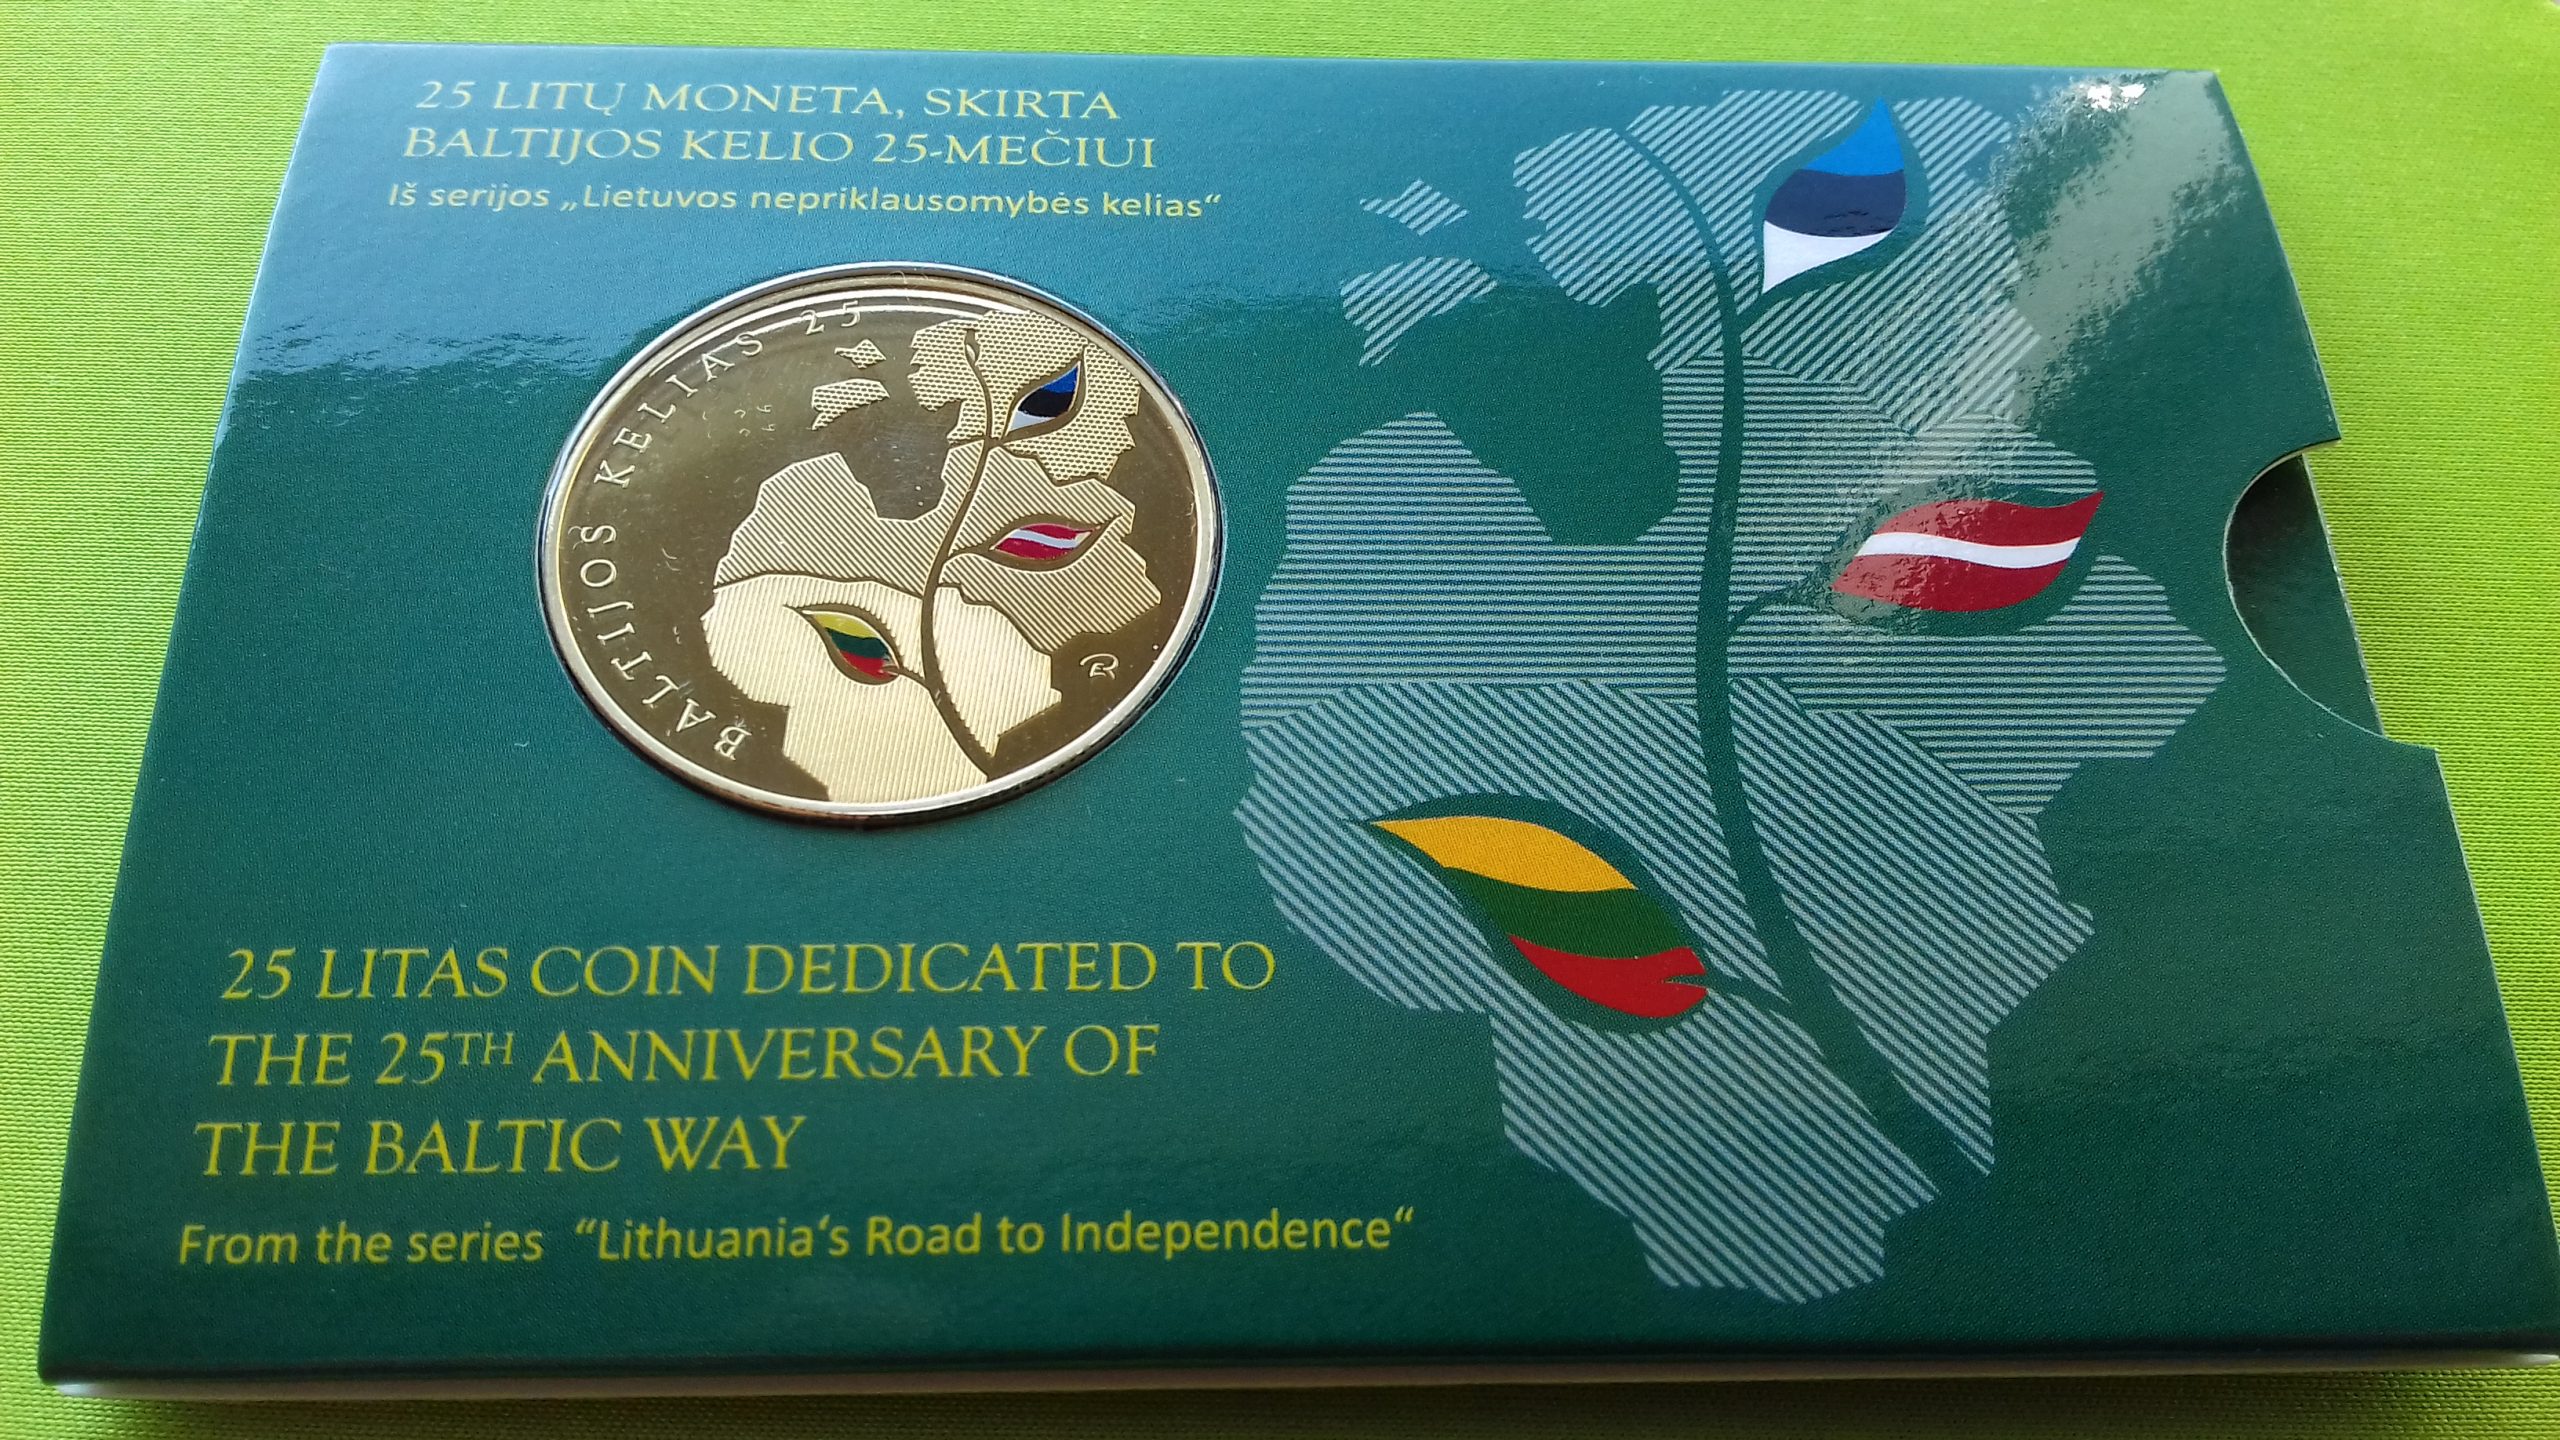 25 LITŲ MONETA, SKIRTA
BALTIJOS KELIO 25-MEČIUI
Iš serijos „Lietuvos nepriklausomybės kelias“
BALTIJOS KELIAS 25
25 LITAS COIN DEDICATED TO
THE 25TH ANNIVERSARY OF
THE BALTIC WAY
From the series “Lithuania‘s Road to Independence“